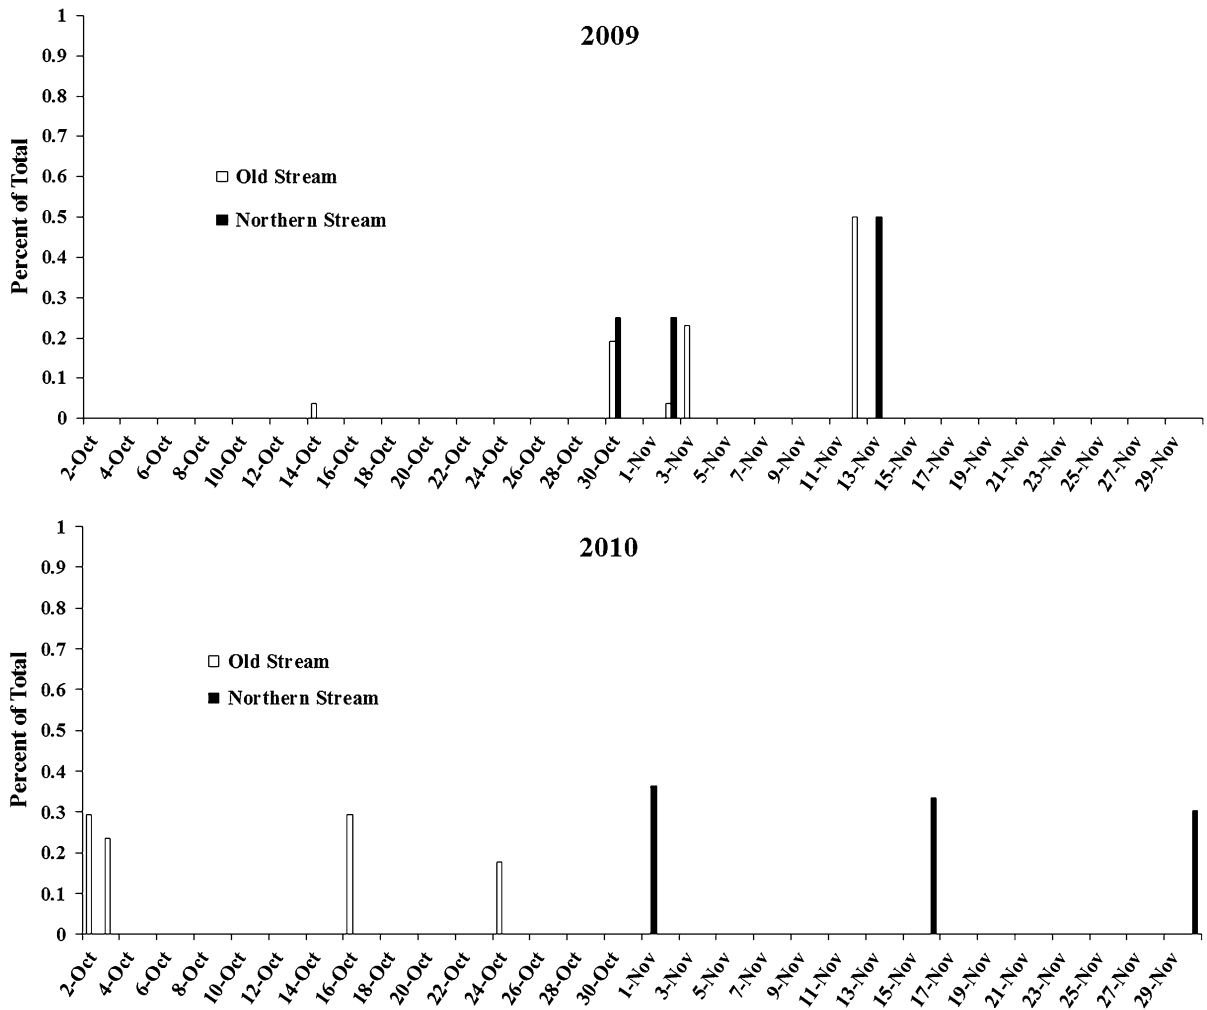 2009
Percent of Total
1
0.9
0.8
0.7
0.6
0.5
0.4
0.3
0.2
0.1
0
Old Stream
Northern Stream
2-Oct
4-Oct
6-Oct
8-Oct
10-Oct
12-Oct
14-Oct
16-Oct
18-Oct
20-Oct
22-Oct
24-Oct
26-Oct
28-Oct
30-Oct
1-Nov
3-Nov
5-Nov
7-Nov
9-Nov
11-Nov
13-Nov
15-Nov
17-Nov
19-Nov
21-Nov
23-Nov
25-Nov
27-Nov
29-Nov
2010
Percent of Total
1
0.9
0.8
0.7
0.6
0.5
0.4
0.3
0.2
0.1
0
Old Stream
Northern Stream
2-Oct
4-Oct
6-Oct
8-Oct
10-Oct
12-Oct
14-Oct
16-Oct
18-Oct
20-Oct
22-Oct
24-Oct
26-Oct
28-Oct
30-Oct
1-Nov
3-Nov
5-Nov
7-Nov
9-Nov
11-Nov
13-Nov
15-Nov
17-Nov
19-Nov
21-Nov
23-Nov
25-Nov
27-Nov
29-Nov